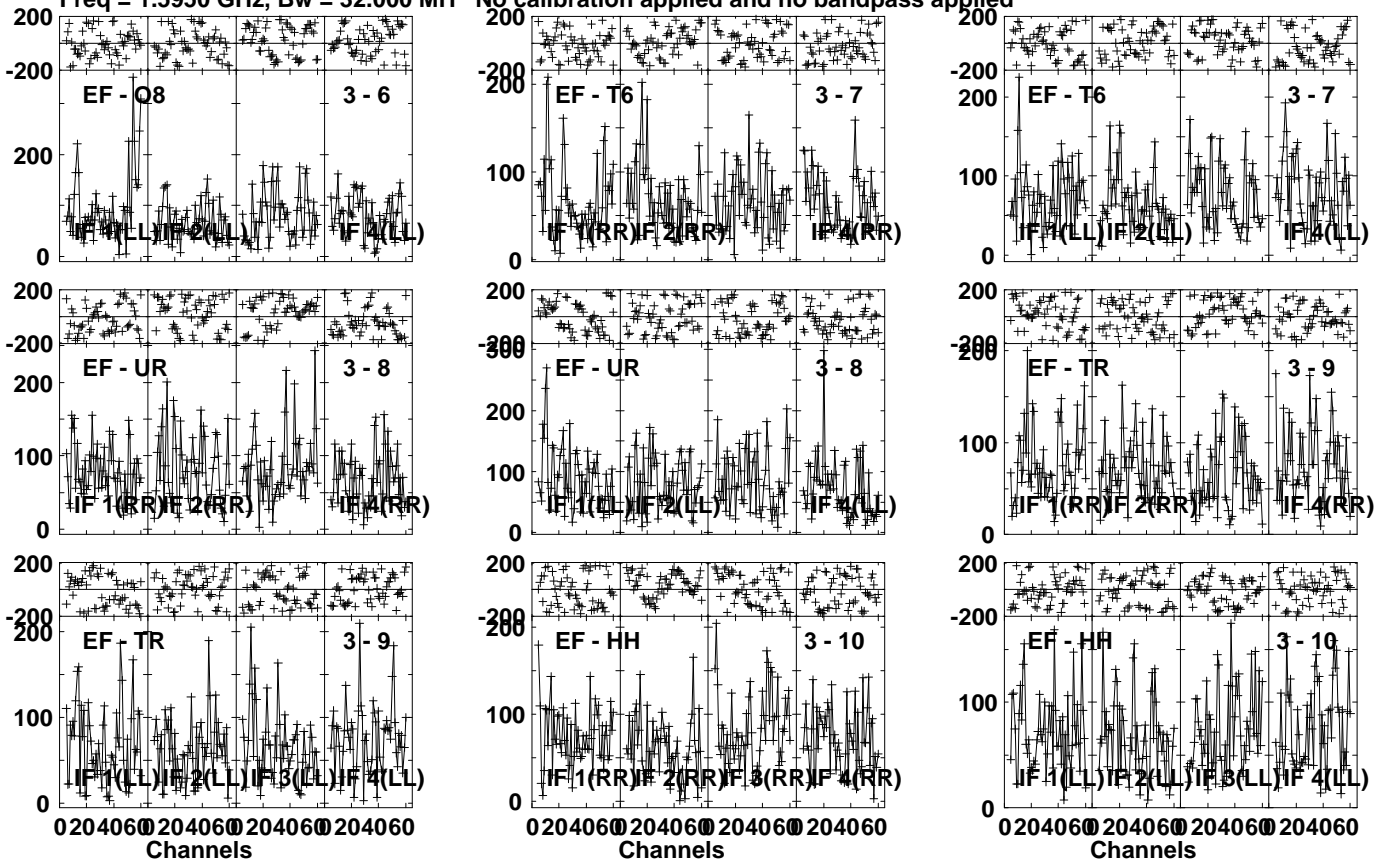 Freq = 1.5950 GHz, Bw = 32.000 MH No calibration applied and no bandpass applied
200
-200
EF - O8 3 - 6
200
0
IF 1(LL) IF 2(LL) IF 4(LL)
200
-200
EF - T6 3 - 7
200
100
0
IF 1(RR) IF 2(RR) IF 4(RR)
200
-200
EF - T6 3 - 7
200
100
0
IF 1(LL) IF 2(LL) IF 4(LL)
200
-200
EF - UR 3 - 8
200
100
0
IF 1(RR) IF 2(RR) IF 4(RR)
200
-200
300
EF - UR 3 - 8
200
100
0
IF 1(LL) IF 2(LL) IF 4(LL)
200
-200
200
EF - TR 3 - 9
100
0
IF 1(RR) IF 2(RR) IF 4(RR)
200
-200
200
EF - TR 3 - 9
100
0
IF 1(LL) IF 2(LL) IF 3(LL) IF 4(LL)
0 20 40 60 0 20 40 60 0 20 40 60 0 20 40 60
Channels
200
-200
200
EF - HH 3 - 10
100
0
IF 1(RR) IF 2(RR) IF 3(RR) IF 4(RR)
0 20 40 60 0 20 40 60 0 20 40 60 0 20 40 60
Channels
200
-200
EF - HH 3 - 10
100
0
IF 1(LL) IF 2(LL) IF 3(LL) IF 4(LL)
0 20 40 60 0 20 40 60 0 20 40 60 0 20 40 60
Channels